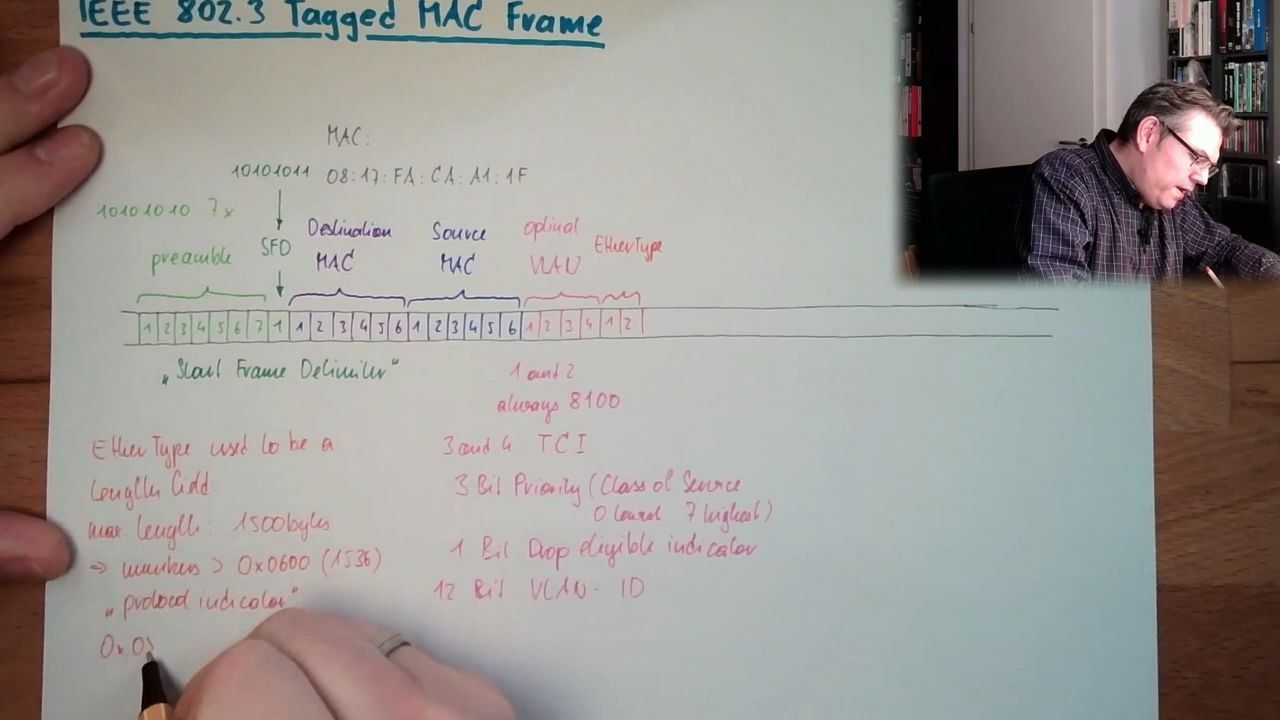 IEEE 802.3 Tagged MAC Frame
MAC:
10101011 08:17:FA:CA:A1:1F
10101010 7x
preamble
SFD
Destination
MAC
Source
MAC
optional
VLAN
EtherType
1 2 3 4 5 6 7 1 1 2 3 4 5 6 1 2 3 4 5 6 1 2 3 4 1 2
„Start Frame Delimiter"
1 and 2
always 8100
EtherType used to be a
Length field
max length: 1500bytes
⇒ numbers > 0x0600 (1536)
„protocol indicator"
0x08
3 and 4: TCI
3 Bit Priority (Class of Service
0 lowest 7 highest)
1 Bit Drop eligible indicator
12 Bit VLAN-ID